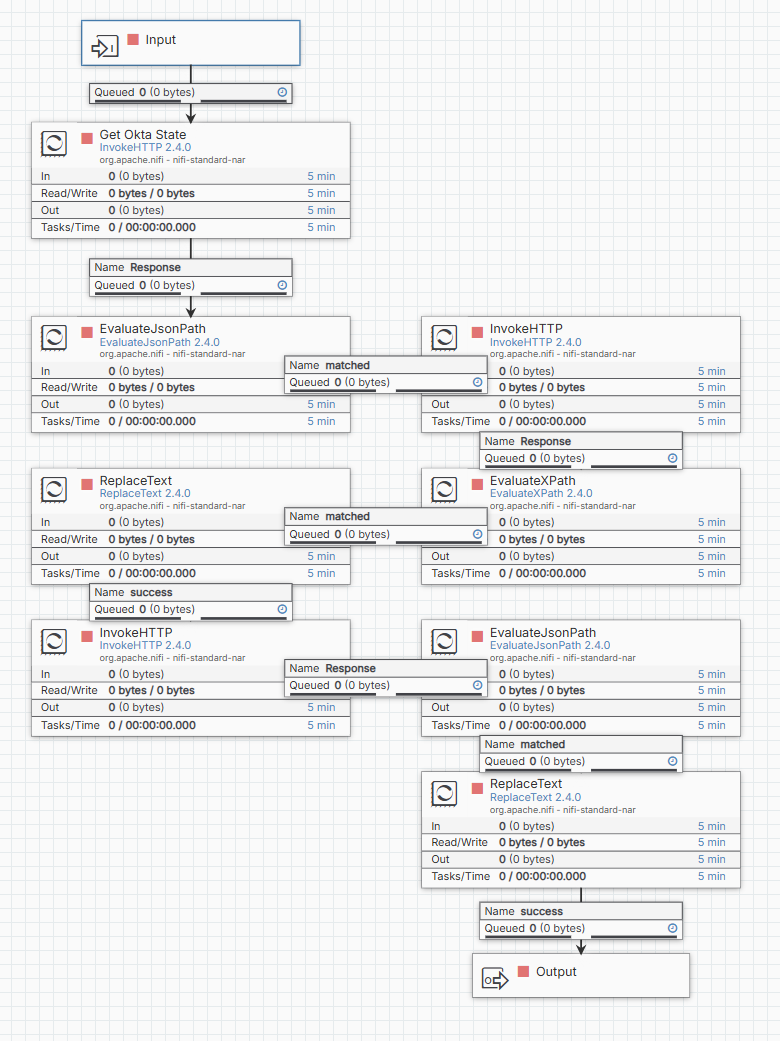 Input
Queued 0 (0 bytes)
Get Okta State
InvokeHTTP 2.4.0
org.apache.nifi - nifi-standard-nar
In 0 (0 bytes) 5 min
Read/Write 0 bytes / 0 bytes 5 min
Out 0 (0 bytes) 5 min
Tasks/Time 0 / 00:00:00.000 5 min
Name Response
Queued 0 (0 bytes)
EvaluateJsonPath
EvaluateJsonPath 2.4.0
org.apache.nifi - nifi-standard-nar
In 0 (0 bytes)
Read/Write 0 bytes / 0 bytes
Out 0 (0 bytes) 5 min
Tasks/Time 0 / 00:00:00.000 5 min
Name matched
Queued 0 (0 bytes)
InvokeHTTP
InvokeHTTP 2.4.0
org.apache.nifi - nifi-standard-nar
0 (0 bytes) 5 min
0 bytes / 0 bytes 5 min
Out 0 (0 bytes) 5 min
Tasks/Time 0 / 00:00:00.000 5 min
Name Response
Queued 0 (0 bytes)
ReplaceText
ReplaceText 2.4.0
org.apache.nifi - nifi-standard-nar
In 0 (0 bytes)
Read/Write 0 bytes / 0 bytes
Out 0 (0 bytes) 5 min
Tasks/Time 0 / 00:00:00.000 5 min
Name matched
Queued 0 (0 bytes)
EvaluateXPath
EvaluateXPath 2.4.0
org.apache.nifi - nifi-standard-nar
0 (0 bytes) 5 min
0 bytes / 0 bytes 5 min
Out 0 (0 bytes) 5 min
Tasks/Time 0 / 00:00:00.000 5 min
Name success
Queued 0 (0 bytes)
InvokeHTTP
InvokeHTTP 2.4.0
org.apache.nifi - nifi-standard-nar
In 0 (0 bytes)
Read/Write 0 bytes / 0 bytes
Out 0 (0 bytes) 5 min
Tasks/Time 0 / 00:00:00.000 5 min
Name Response
Queued 0 (0 bytes)
EvaluateJsonPath
EvaluateJsonPath 2.4.0
org.apache.nifi - nifi-standard-nar
0 (0 bytes) 5 min
0 bytes / 0 bytes 5 min
Out 0 (0 bytes) 5 min
Tasks/Time 0 / 00:00:00.000 5 min
Name matched
Queued 0 (0 bytes)
ReplaceText
ReplaceText 2.4.0
org.apache.nifi - nifi-standard-nar
In 0 (0 bytes) 5 min
Read/Write 0 bytes / 0 bytes 5 min
Out 0 (0 bytes) 5 min
Tasks/Time 0 / 00:00:00.000 5 min
Name success
Queued 0 (0 bytes)
Output